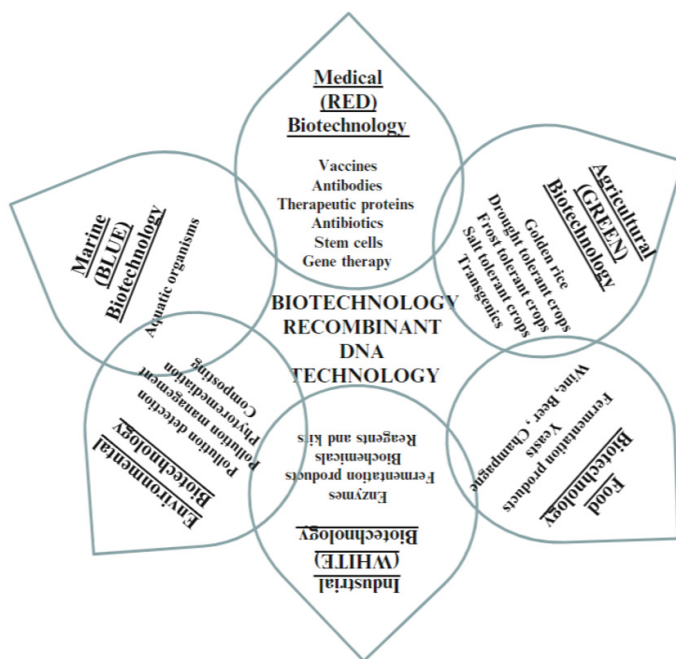 Medical
(RED)
Biotechnology
Vaccines
Antibodies
Therapeutic proteins
Antibiotics
Stem cells
Gene therapy
Agricultural
(GREEN)
Biotechnology
Golden rice
Drought tolerant crops
Frost tolerant crops
Salt tolerant crops
Transgenics
Marine
(BLUE)
Biotechnology
Aquatic organisms
BIOTECHNOLOGY
RECOMBINANT
DNA
TECHNOLOGY
Food
Biotechnology
Fermentation products
Yeasts
Wine, Beer , Champagne
Industrial
(WHITE)
Biotechnology
Enzymes
Fermentation products
Biochemicals
Reagents and kits
Environmental
Biotechnology
Pollution detection
Pollution management
Phytoremediation
Composting